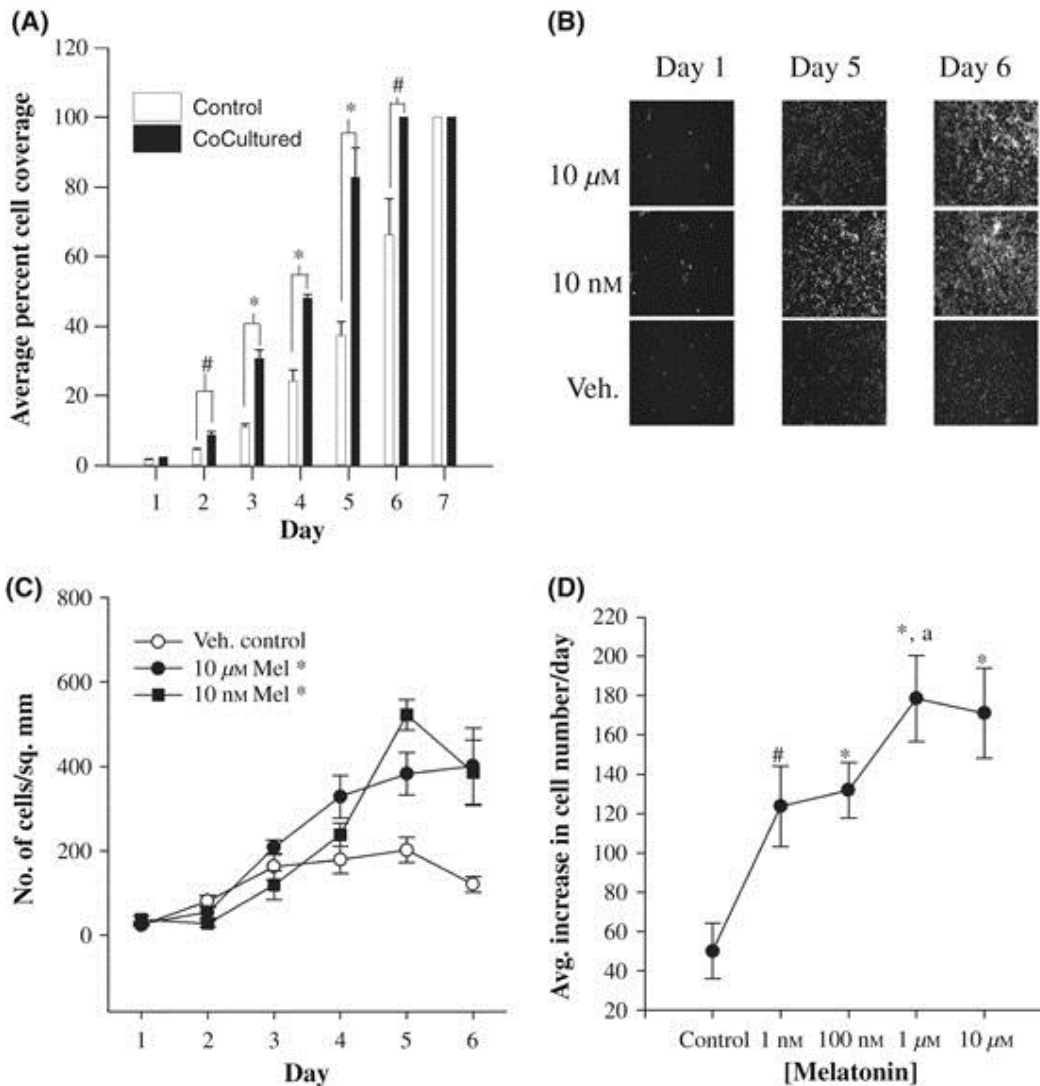 (A)
120
100
80
60
40
20
0
Average percent cell coverage
Control
CoCultured
#
*
*
*
#
1 2 3 4 5 6 7
Day
(B)
Day 1 Day 5 Day 6
10 μM
10 nM
Veh.
(C)
800
600
400
200
0
No. of cells/sq. mm
Veh. control
10 μM Mel *
10 nM Mel *
1 2 3 4 5 6
Day
(D)
220
200
180
160
140
120
100
80
60
40
20
Avg. increase in cell number/day
#
*
*, a
*
Control 1 nM 100 nM 1 μM 10 μM
[Melatonin]